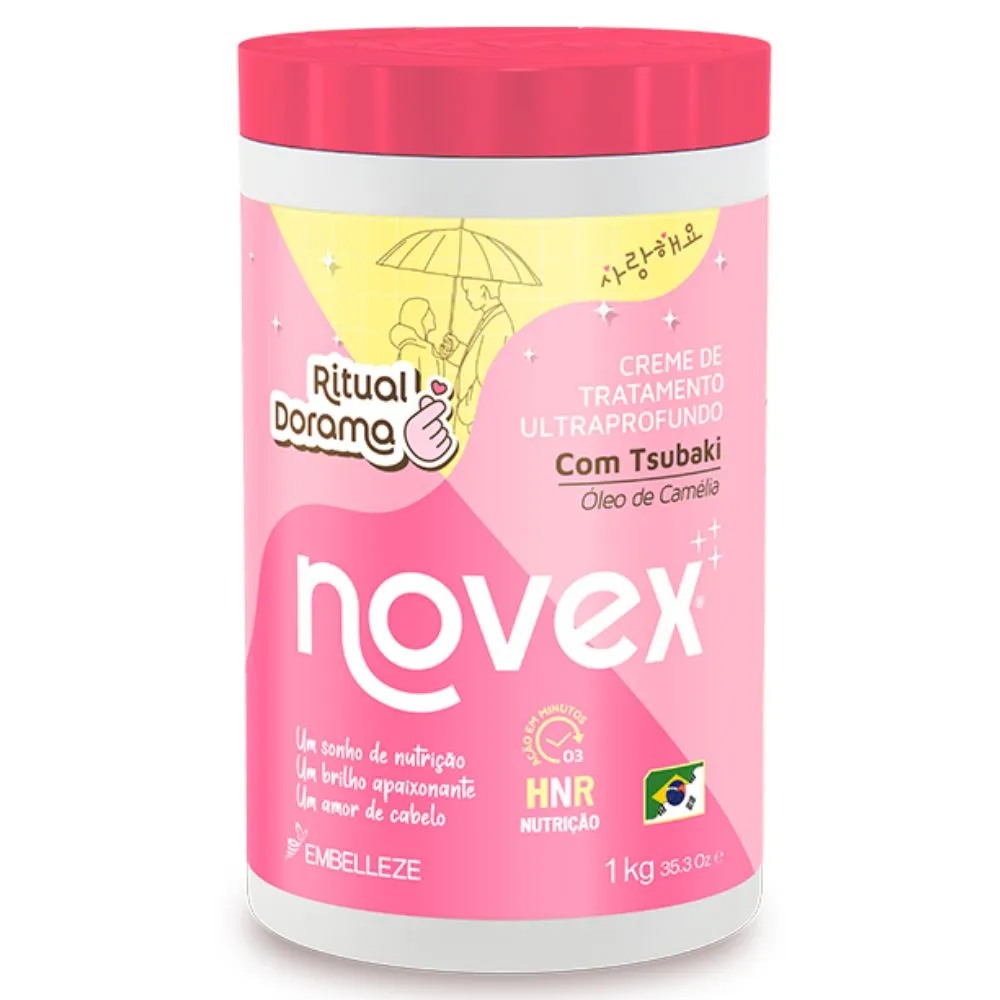 사랑해요
Ritual
Dorama
CREME DE
TRATAMENTO
ULTRAPROFUNDO
Com Tsubaki
Óleo de Camélia
novex®
Um sonho de nutrição
Um brilho apaixonante
Um amor de cabelo
AÇÃO EM MINUTOS
03
HNR
NUTRIÇÃO
EMBELLEZE
1 kg 35.3 Oz e